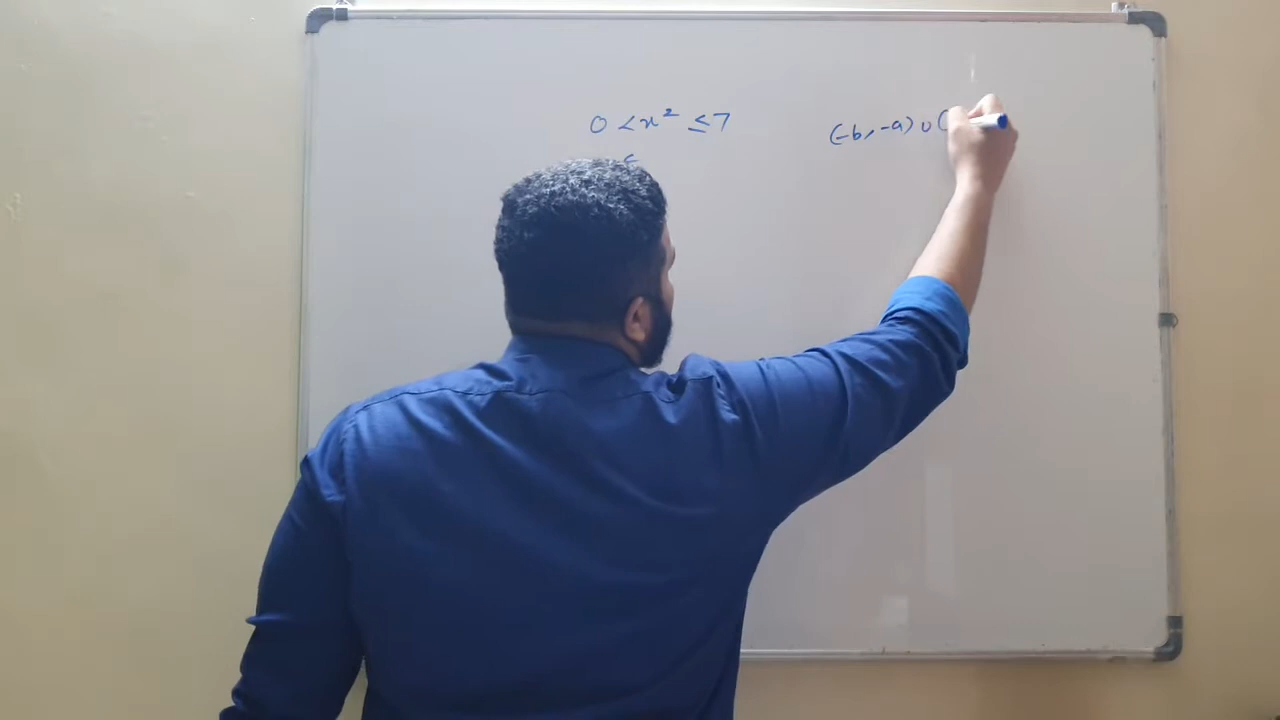 0 < x² ≤ 7 (-b, -a) ∪ (